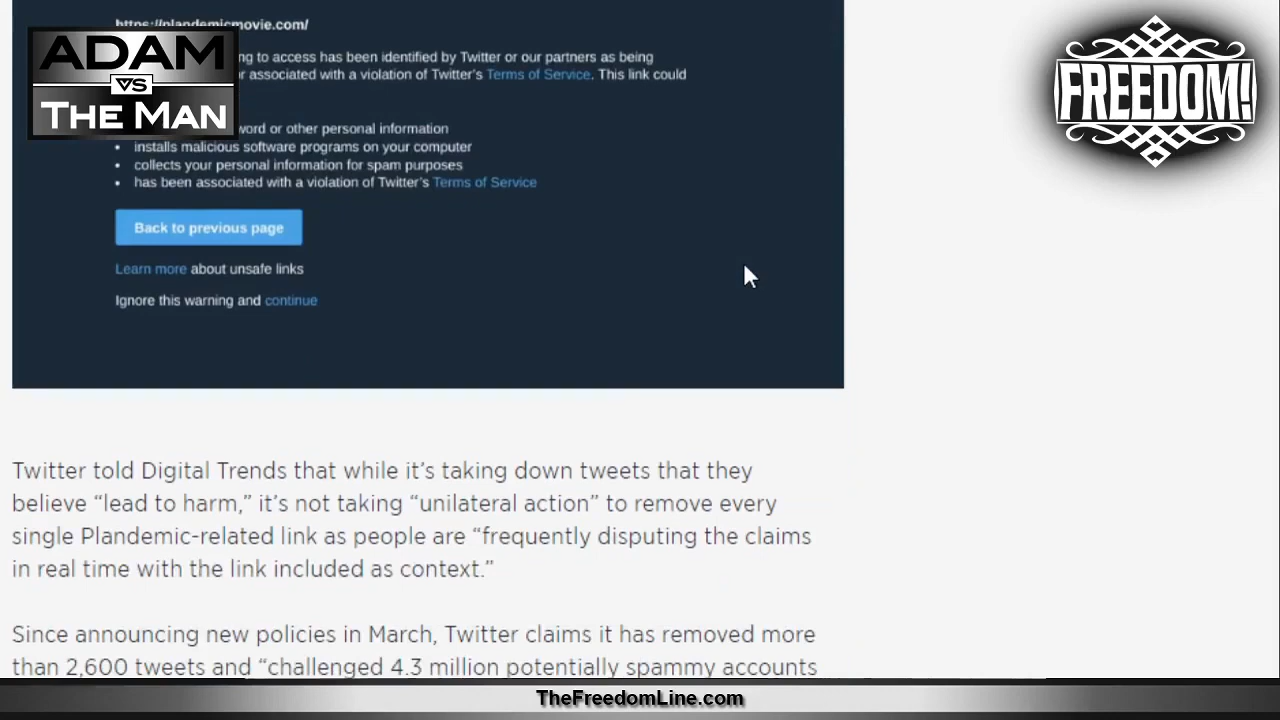 https://plandemicmovie.com/
ADAM
VS
THE MAN
FREEDOM!
ng to access has been identified by Twitter or our partners as being
or associated with a violation of Twitter's Terms of Service. This link could
word or other personal information
• installs malicious software programs on your computer
• collects your personal information for spam purposes
• has been associated with a violation of Twitter's Terms of Service
Back to previous page
Learn more about unsafe links
Ignore this warning and continue
Twitter told Digital Trends that while it's taking down tweets that they
believe “lead to harm,” it's not taking “unilateral action” to remove every
single Plandemic-related link as people are “frequently disputing the claims
in real time with the link included as context.”
Since announcing new policies in March, Twitter claims it has removed more
than 2,600 tweets and “challenged 4.3 million potentially spammy accounts
TheFreedomLine.com